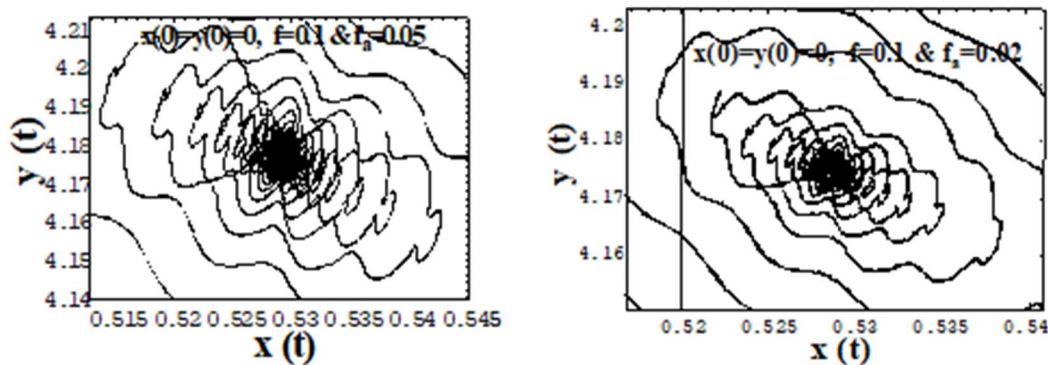 x(0)=y(0)=0, f=0.1 & fₐ=0.05
4.21
4.2
4.19
4.18
4.17
4.16
4.15
4.14
y (t)
0.515 0.52 0.525 0.53 0.535 0.54 0.545
x (t)
x(0)=y(0)=0, f=0.1 & fₐ=0.02
4.2
4.19
4.18
4.17
4.16
y (t)
0.52 0.525 0.53 0.535 0.54
x (t)